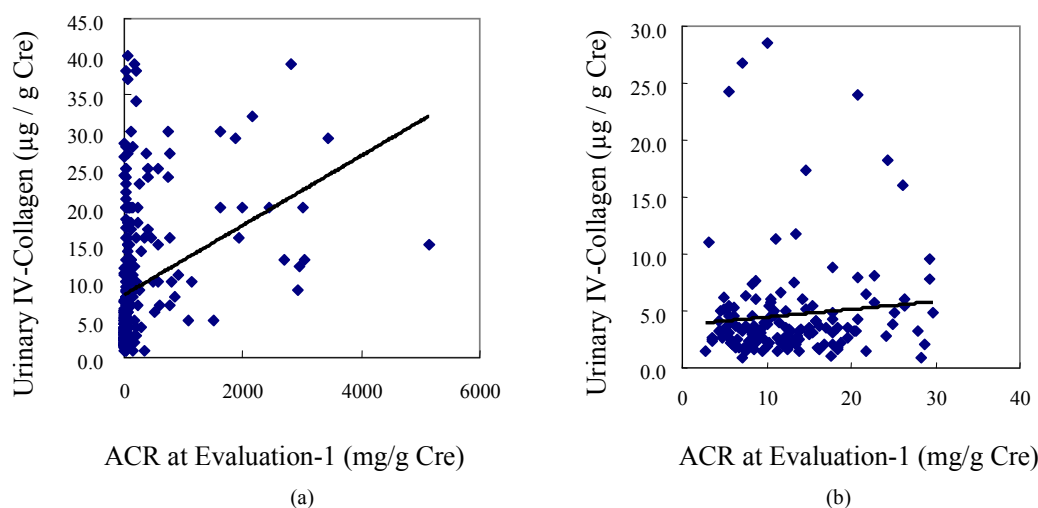 Urinary IV-Collagen (µg / g Cre)
45.0
40.0
35.0
30.0
25.0
20.0
15.0
10.0
5.0
0.0
0 2000 4000 6000
ACR at Evaluation-1 (mg/g Cre)
(a)
Urinary IV-Collagen (µg / g Cre)
30.0
25.0
20.0
15.0
10.0
5.0
0.0
0 10 20 30 40
ACR at Evaluation-1 (mg/g Cre)
(b)